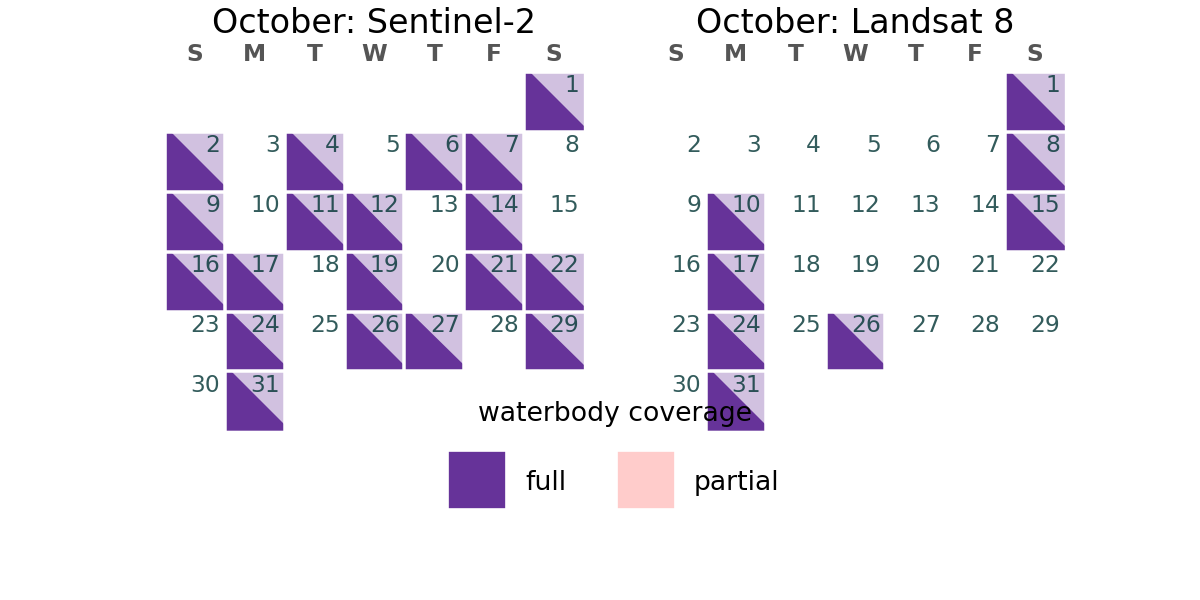 October: Sentinel-2
S M T W T F S
1
2 3 4 5 6 7 8
9 10 11 12 13 14 15
16 17 18 19 20 21 22
23 24 25 26 27 28 29
30 31
October: Landsat 8
S M T W T F S
1
2 3 4 5 6 7 8
9 10 11 12 13 14 15
16 17 18 19 20 21 22
23 24 25 26 27 28 29
30 31
waterbody coverage
full partial